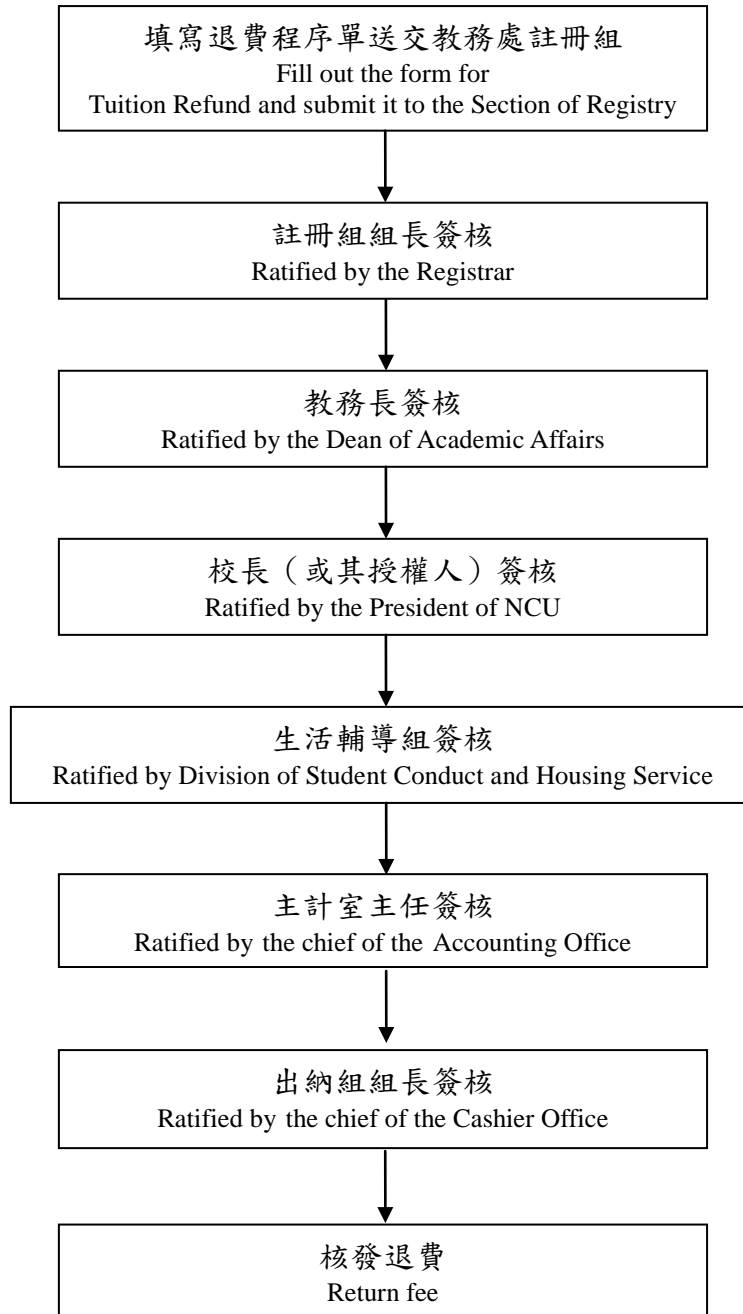 填寫退費程序單送交教務處註冊組
Fill out the form for
Tuition Refund and submit it to the Section of Registry
註冊組組長簽核
Ratified by the Registrar
教務長簽核
Ratified by the Dean of Academic Affairs
校長（或其授權人）簽核
Ratified by the President of NCU
生活輔導組簽核
Ratified by Division of Student Conduct and Housing Service
主計室主任簽核
Ratified by the chief of the Accounting Office
出納組組長簽核
Ratified by the chief of the Cashier Office
核發退費
Return fee